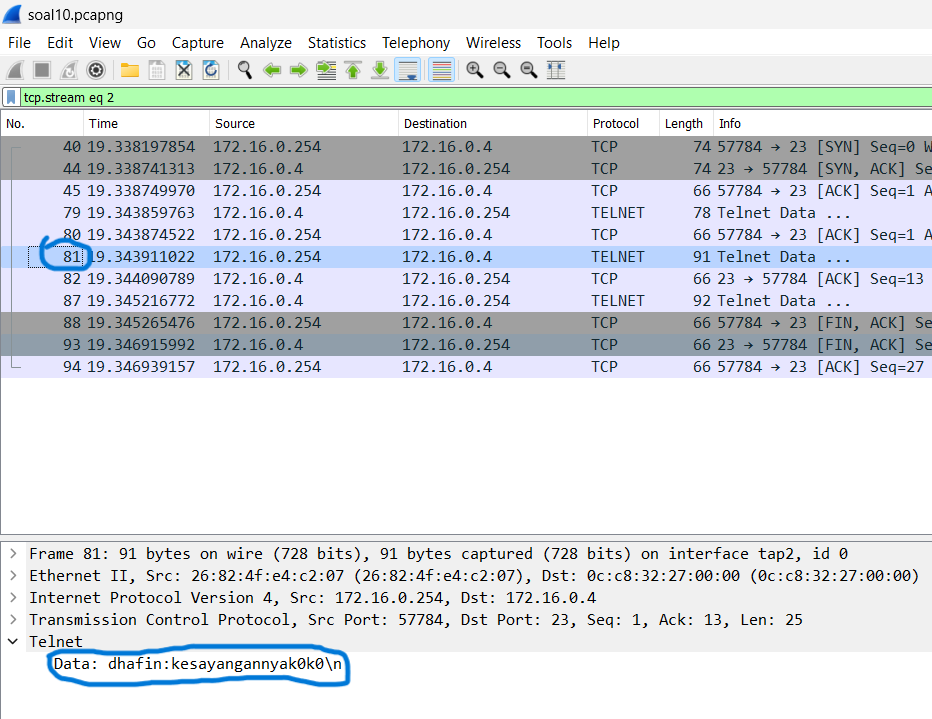 soal10.pcapng
File Edit View Go Capture Analyze Statistics Telephony Wireless Tools Help
tcp.stream eq 2
No. Time Source Destination Protocol Length Info
40 19.338197854 172.16.0.254 172.16.0.4 TCP 74 57784 → 23 [SYN] Seq=0 W
44 19.338741313 172.16.0.4 172.16.0.254 TCP 74 23 → 57784 [SYN, ACK] Se
45 19.338749970 172.16.0.254 172.16.0.4 TCP 66 57784 → 23 [ACK] Seq=1 A
79 19.343859763 172.16.0.4 172.16.0.254 TELNET 78 Telnet Data ...
80 19.343874522 172.16.0.254 172.16.0.4 TCP 66 57784 → 23 [ACK] Seq=1 A
81 19.343911022 172.16.0.254 172.16.0.4 TELNET 91 Telnet Data ...
82 19.344090789 172.16.0.4 172.16.0.254 TCP 66 23 → 57784 [ACK] Seq=13
87 19.345216772 172.16.0.4 172.16.0.254 TELNET 92 Telnet Data ...
88 19.345265476 172.16.0.254 172.16.0.4 TCP 66 57784 → 23 [FIN, ACK] Se
93 19.346915992 172.16.0.4 172.16.0.254 TCP 66 23 → 57784 [FIN, ACK] Se
94 19.346939157 172.16.0.254 172.16.0.4 TCP 66 57784 → 23 [ACK] Seq=27
Frame 81: 91 bytes on wire (728 bits), 91 bytes captured (728 bits) on interface tap2, id 0
Ethernet II, Src: 26:82:4f:e4:c2:07 (26:82:4f:e4:c2:07), Dst: 0c:c8:32:27:00:00 (0c:c8:32:27:00:00)
Internet Protocol Version 4, Src: 172.16.0.254, Dst: 172.16.0.4
Transmission Control Protocol, Src Port: 57784, Dst Port: 23, Seq: 1, Ack: 13, Len: 25
Telnet
Data: dhafin:kesayangannyak0k0\n